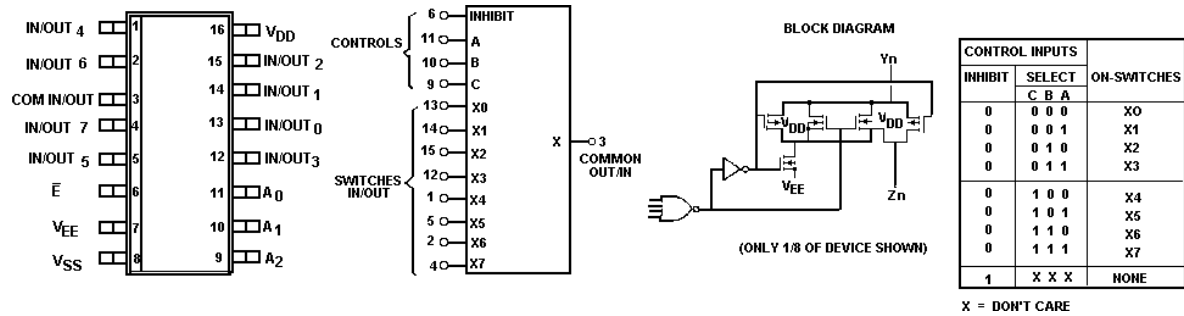 IN/OUT 4 1 16 VDD
IN/OUT 6 2 15 IN/OUT 2
COM IN/OUT 3 14 IN/OUT 1
IN/OUT 7 4 13 IN/OUT 0
IN/OUT 5 5 12 IN/OUT3
E̅ 6 11 A0
VEE 7 10 A1
VSS 8 9 A2
CONTROLS
6 INHIBIT
11 A
10 B
9 C
SWITCHES
IN/OUT
13 X0
14 X1
15 X2
12 X3
1 X4
5 X5
2 X6
4 X7
X 3
COMMON
OUT/IN
BLOCK DIAGRAM
Yn
VDD VDD
VEE
Zn
(ONLY 1/8 OF DEVICE SHOWN)
CONTROL INPUTS
INHIBIT SELECT ON-SWITCHES
C B A
0 0 0 0 XO
0 0 0 1 X1
0 0 1 0 X2
0 0 1 1 X3
0 1 0 0 X4
0 1 0 1 X5
0 1 1 0 X6
0 1 1 1 X7
1 X X X NONE
X = DON'T CARE